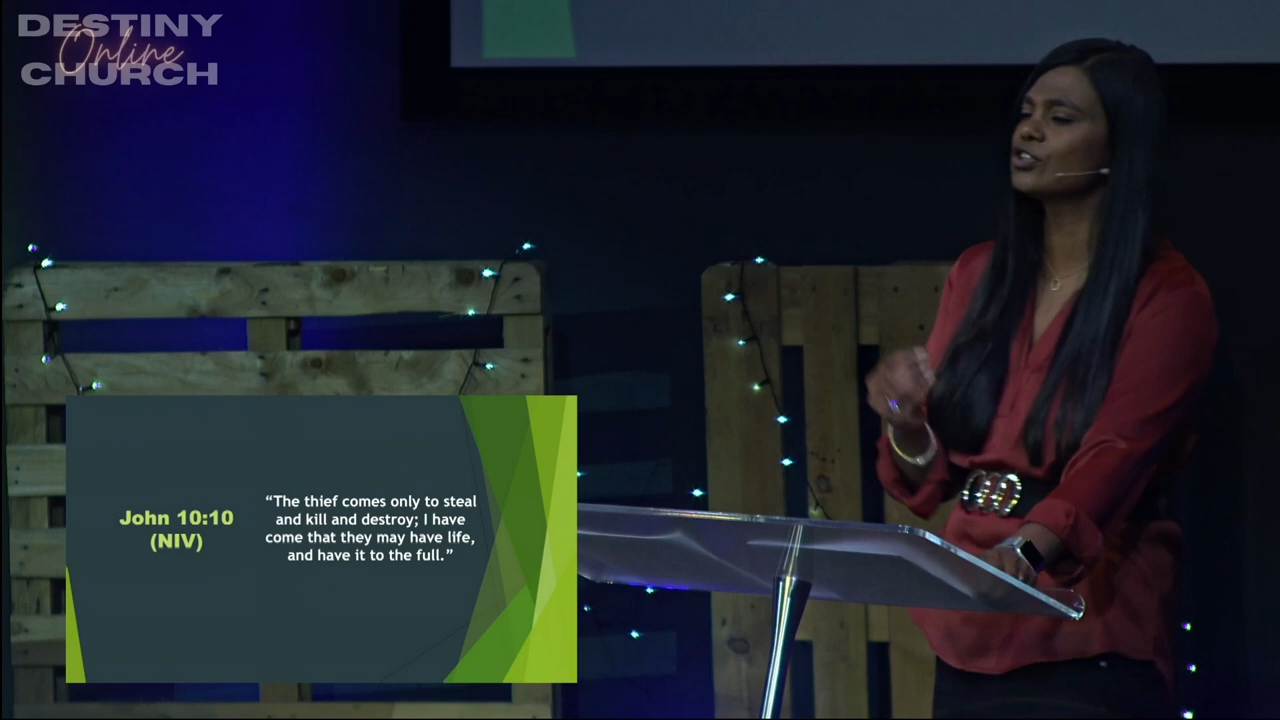 DESTINY
Online
CHURCH
John 10:10
(NIV)
“The thief comes only to steal
and kill and destroy; I have
come that they may have life,
and have it to the full.”